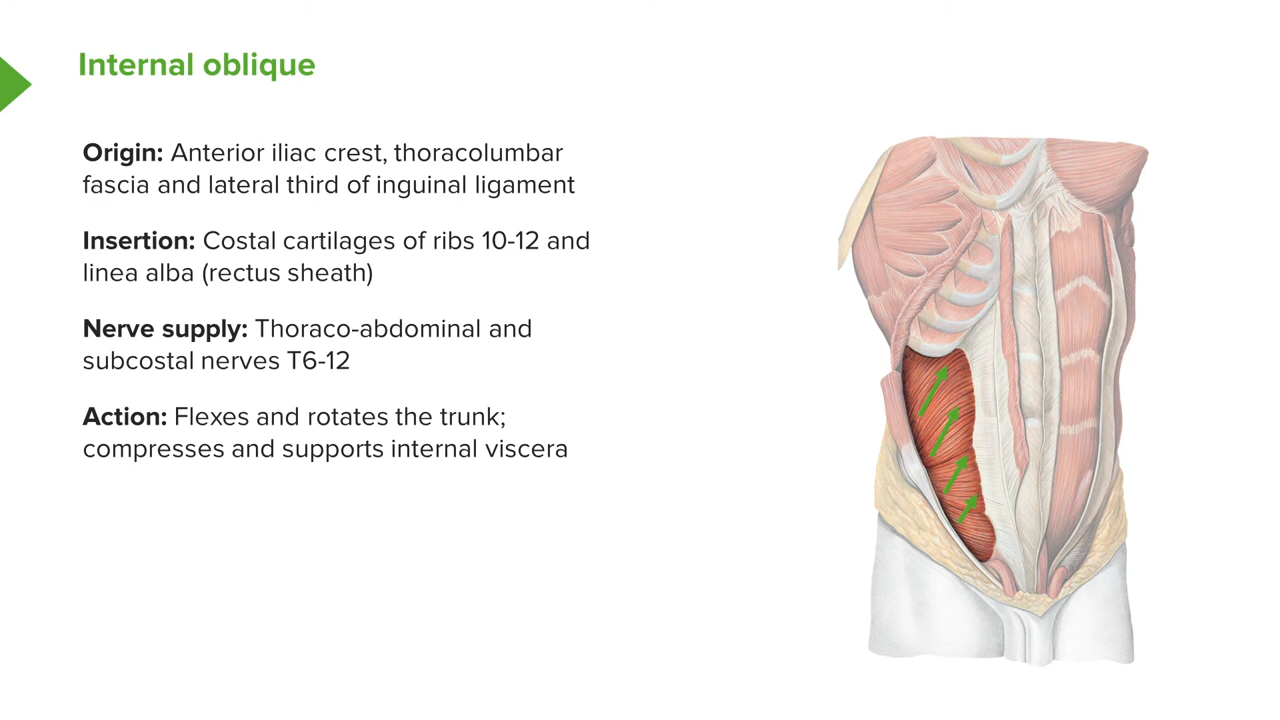 Internal oblique
Origin: Anterior iliac crest, thoracolumbar
fascia and lateral third of inguinal ligament
Insertion: Costal cartilages of ribs 10-12 and
linea alba (rectus sheath)
Nerve supply: Thoraco-abdominal and
subcostal nerves T6-12
Action: Flexes and rotates the trunk;
compresses and supports internal viscera